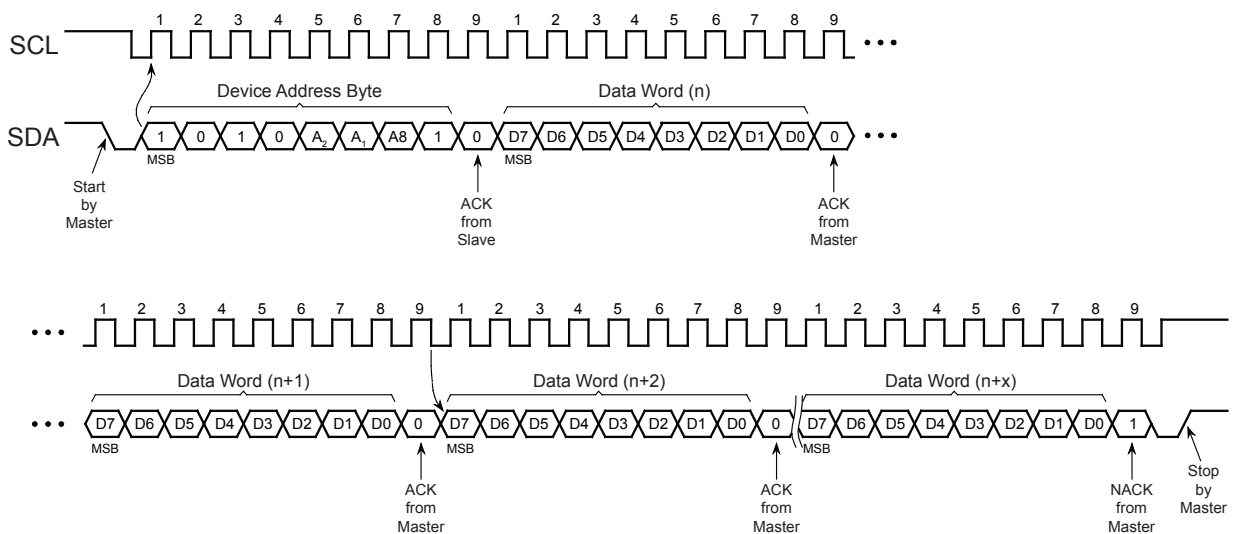 1 2 3 4 5 6 7 8 9 1 2 3 4 5 6 7 8 9
SCL
Device Address Byte Data Word (n)
SDA 1 0 1 0 A2 A1 A8 1 0 D7 D6 D5 D4 D3 D2 D1 D0 0
MSB MSB
Start
by
Master
ACK
from
Slave
ACK
from
Master
1 2 3 4 5 6 7 8 9 1 2 3 4 5 6 7 8 9 1 2 3 4 5 6 7 8 9
Data Word (n+1) Data Word (n+2) Data Word (n+x)
D7 D6 D5 D4 D3 D2 D1 D0 0 D7 D6 D5 D4 D3 D2 D1 D0 0 D7 D6 D5 D4 D3 D2 D1 D0 1
MSB MSB MSB
ACK
from
Master
ACK
from
Master
NACK
from
Master
Stop
by
Master